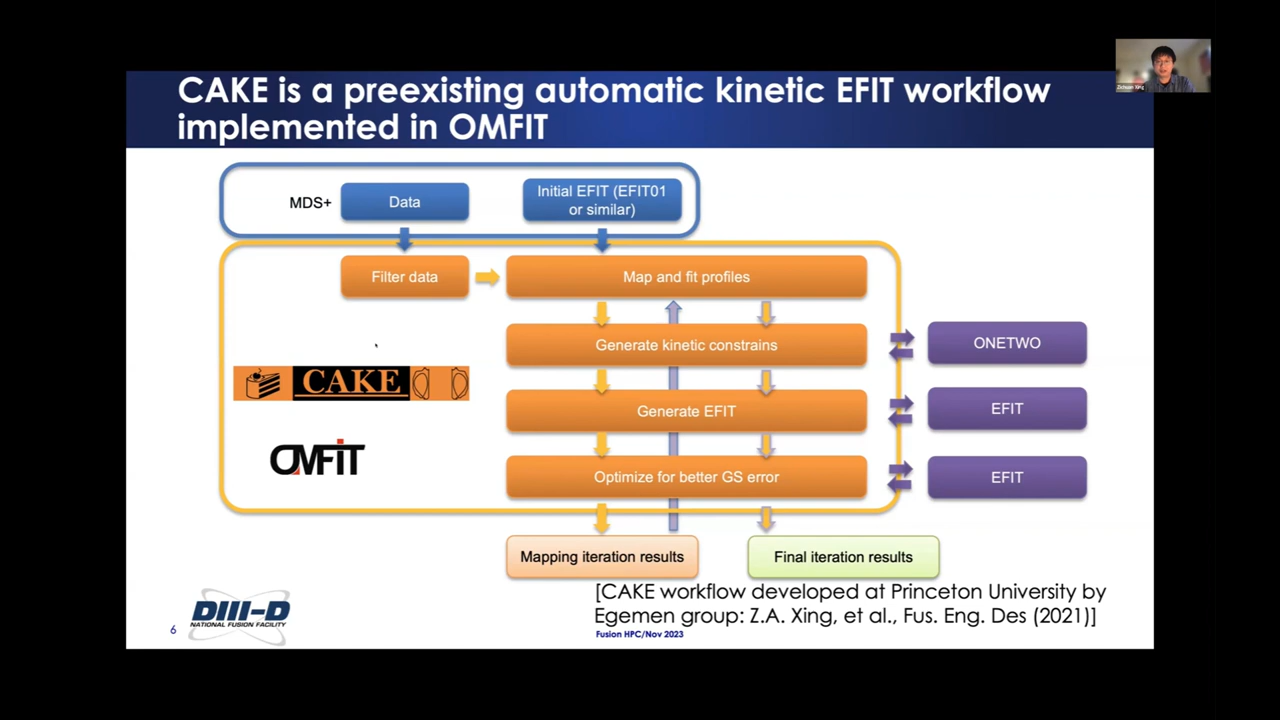 CAKE is a preexisting automatic kinetic EFIT workflow
implemented in OMFIT
MDS+
Data
Initial EFIT (EFIT01
or similar)
Filter data
Map and fit profiles
Generate kinetic constrains
ONETWO
CAKE
Generate EFIT
EFIT
OMFIT
Optimize for better GS error
EFIT
Mapping iteration results
Final iteration results
[CAKE workflow developed at Princeton University by
Egemen group: Z.A. Xing, et al., Fus. Eng. Des (2021)]
DIII-D
NATIONAL FUSION FACILITY
6
Fusion HPC/Nov 2023
Zichuan Xing